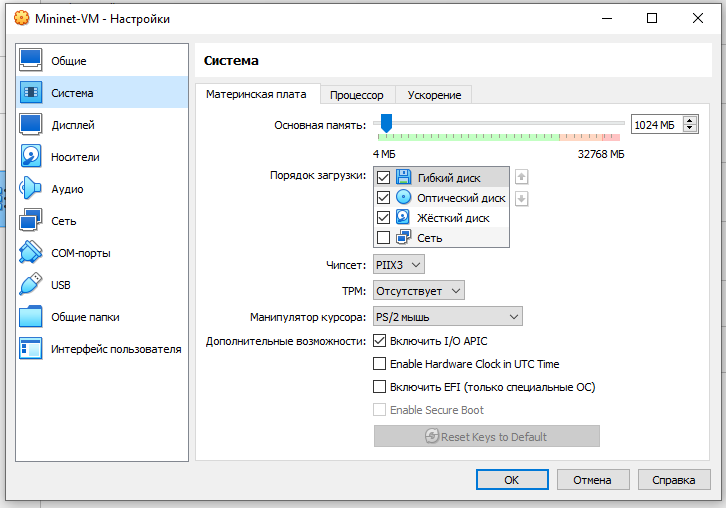 Mininet-VM - Настройки
Общие
Система
Дисплей
Носители
Аудио
Сеть
COM-порты
USB
Общие папки
Интерфейс пользователя
Система
Материнская плата
Процессор
Ускорение
Основная память:
1024 МБ
4 МБ
32768 МБ
Порядок загрузки:
Гибкий диск
Оптический диск
Жёсткий диск
Сеть
Чипсет:
PIIX3
TPM:
Отсутствует
Манипулятор курсора:
PS/2 мышь
Дополнительные возможности:
Включить I/O APIC
Enable Hardware Clock in UTC Time
Включить EFI (только специальные ОС)
Enable Secure Boot
Reset Keys to Default
OK
Отмена
Справка